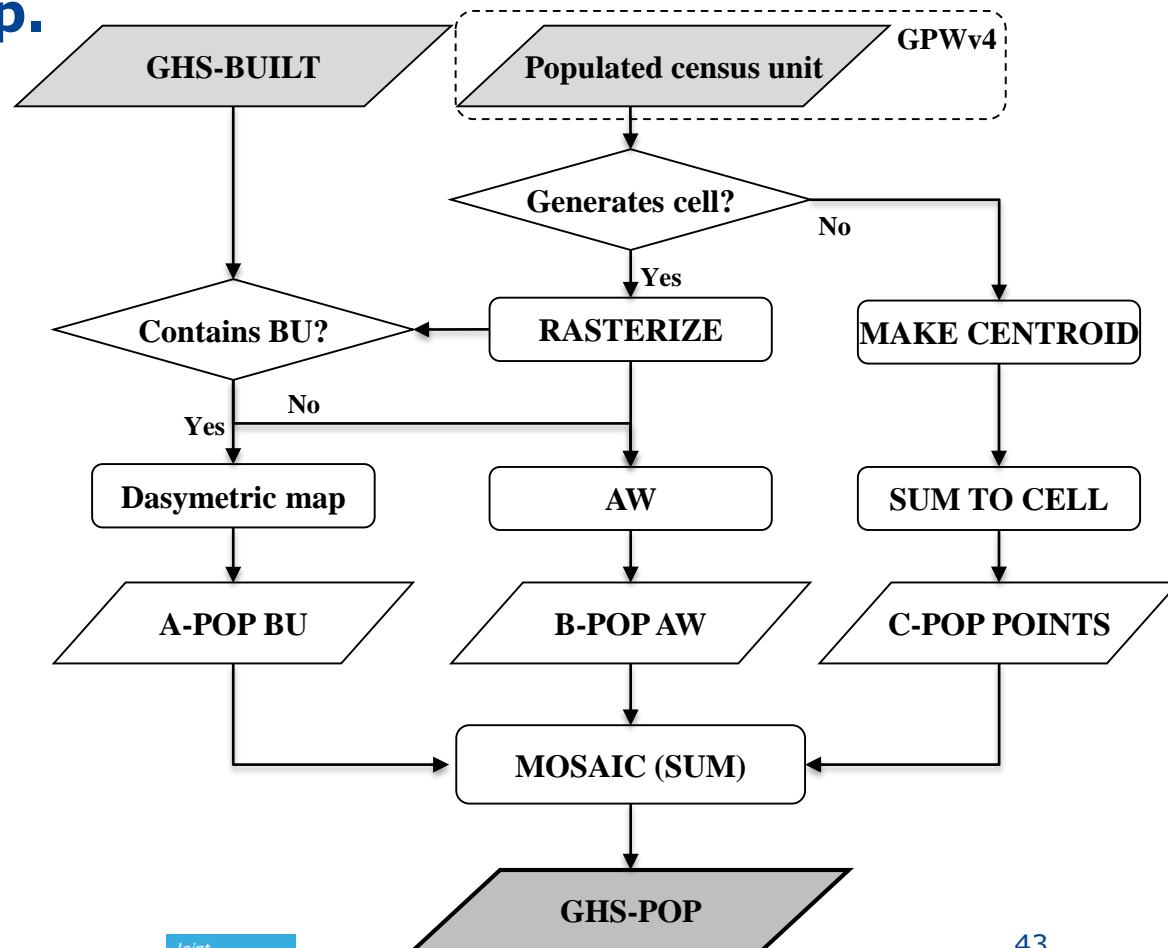 p.
GHS-BUILT
Populated census unit
GPWv4
Generates cell?
No
Yes
Contains BU?
RASTERIZE
MAKE CENTROID
No
Yes
Dasymetric map
AW
SUM TO CELL
A-POP BU
B-POP AW
C-POP POINTS
MOSAIC (SUM)
GHS-POP
Joint
43